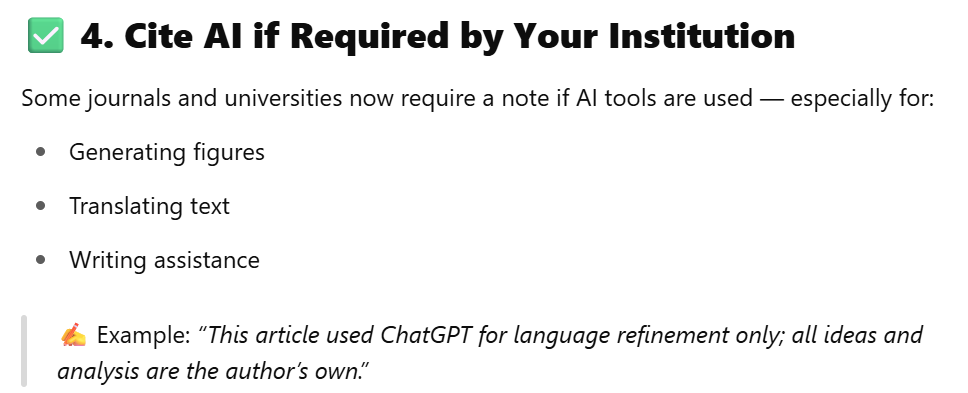 ✅ 4. Cite AI if Required by Your Institution
Some journals and universities now require a note if AI tools are used — especially for:
• Generating figures
• Translating text
• Writing assistance
✍️ Example: “This article used ChatGPT for language refinement only; all ideas and
analysis are the author’s own.”